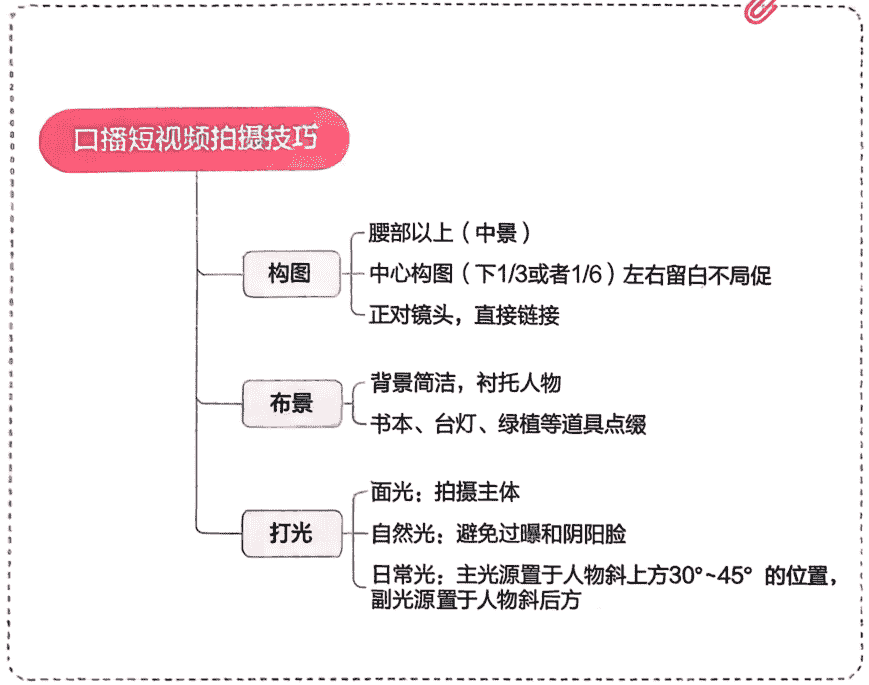 口播短视频拍摄技巧
构图
腰部以上（中景）
中心构图（下1/3或者1/6）左右留白不局促
正对镜头，直接链接
布景
背景简洁，衬托人物
书本、台灯、绿植等道具点缀
打光
面光：拍摄主体
自然光：避免过曝和阴阳脸
日常光：主光源置于人物斜上方30°~45° 的位置，
副光源置于人物斜后方